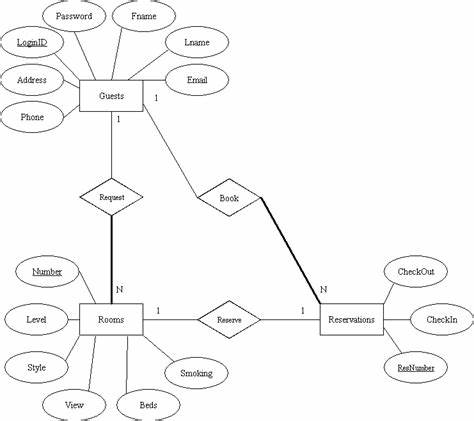 Password
Fname
LoginID
Lname
Address
Guests
Email
1
Phone
1
Request
Book
Number
N
N
CheckOut
Level
Rooms
1
Reserve
1
Reservations
CheckIn
Style
Smoking
ResNumber
View
Beds